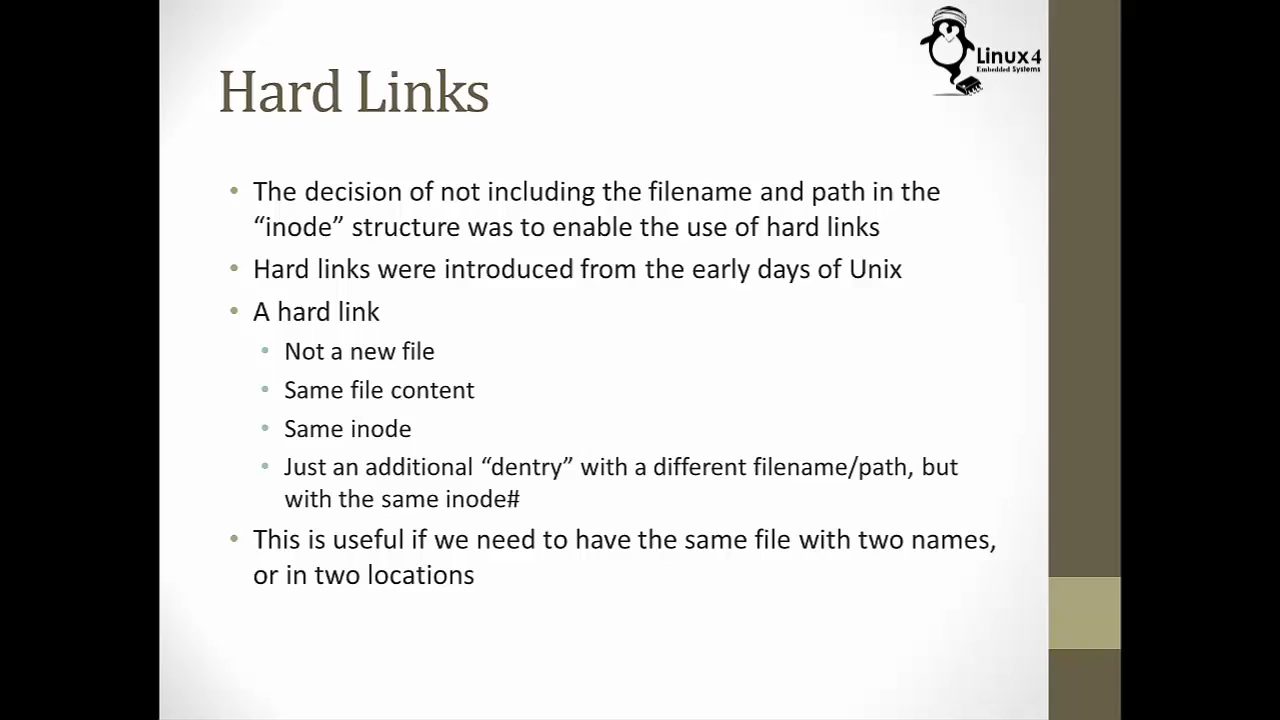 Linux4
Embedded Systems
Hard Links
• The decision of not including the filename and path in the
“inode” structure was to enable the use of hard links
• Hard links were introduced from the early days of Unix
• A hard link
• Not a new file
• Same file content
• Same inode
• Just an additional “dentry” with a different filename/path, but
with the same inode#
• This is useful if we need to have the same file with two names,
or in two locations